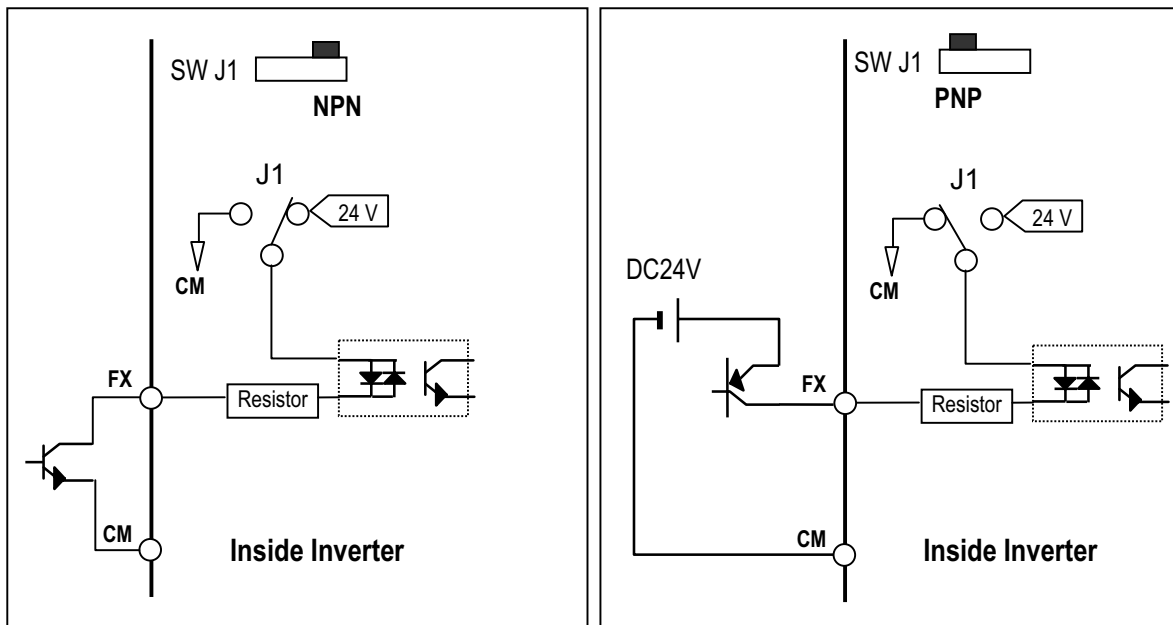 SW J1
NPN
J1
24 V
CM
FX
Resistor
CM
Inside Inverter
SW J1
PNP
J1
24 V
CM
DC24V
FX
Resistor
CM
Inside Inverter